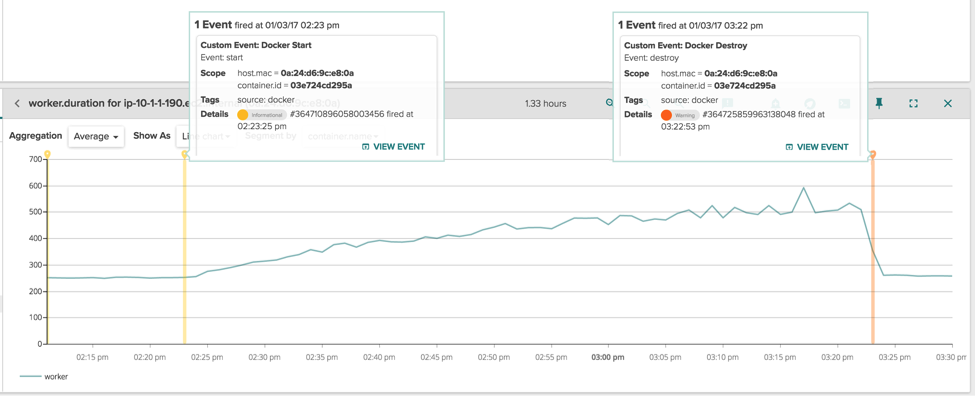 1 Event fired at 01/03/17 02:23 pm
Custom Event: Docker Start
Event: start
Scope host.mac = 0a:24:d6:9c:e8:0a
container.id = 03e724cd295a
Tags source: docker
Details Informational #364710896058003456 fired at
02:23:25 pm
VIEW EVENT
1 Event fired at 01/03/17 03:22 pm
Custom Event: Docker Destroy
Event: destroy
Scope host.mac = 0a:24:d6:9c:e8:0a
container.id = 03e724cd295a
Tags source: docker
Details Warning #364725859963138048 fired at
03:22:53 pm
VIEW EVENT
worker.duration for ip-10-1-1-190.e
1.33 hours
Aggregation Average Show As Li
700
600
500
400
300
200
100
0
02:15 pm 02:20 pm 02:25 pm 02:30 pm 02:35 pm 02:40 pm 02:45 pm 02:50 pm 02:55 pm 03:00 pm 03:05 pm 03:10 pm 03:15 pm 03:20 pm 03:25 pm 03:30 pm
worker